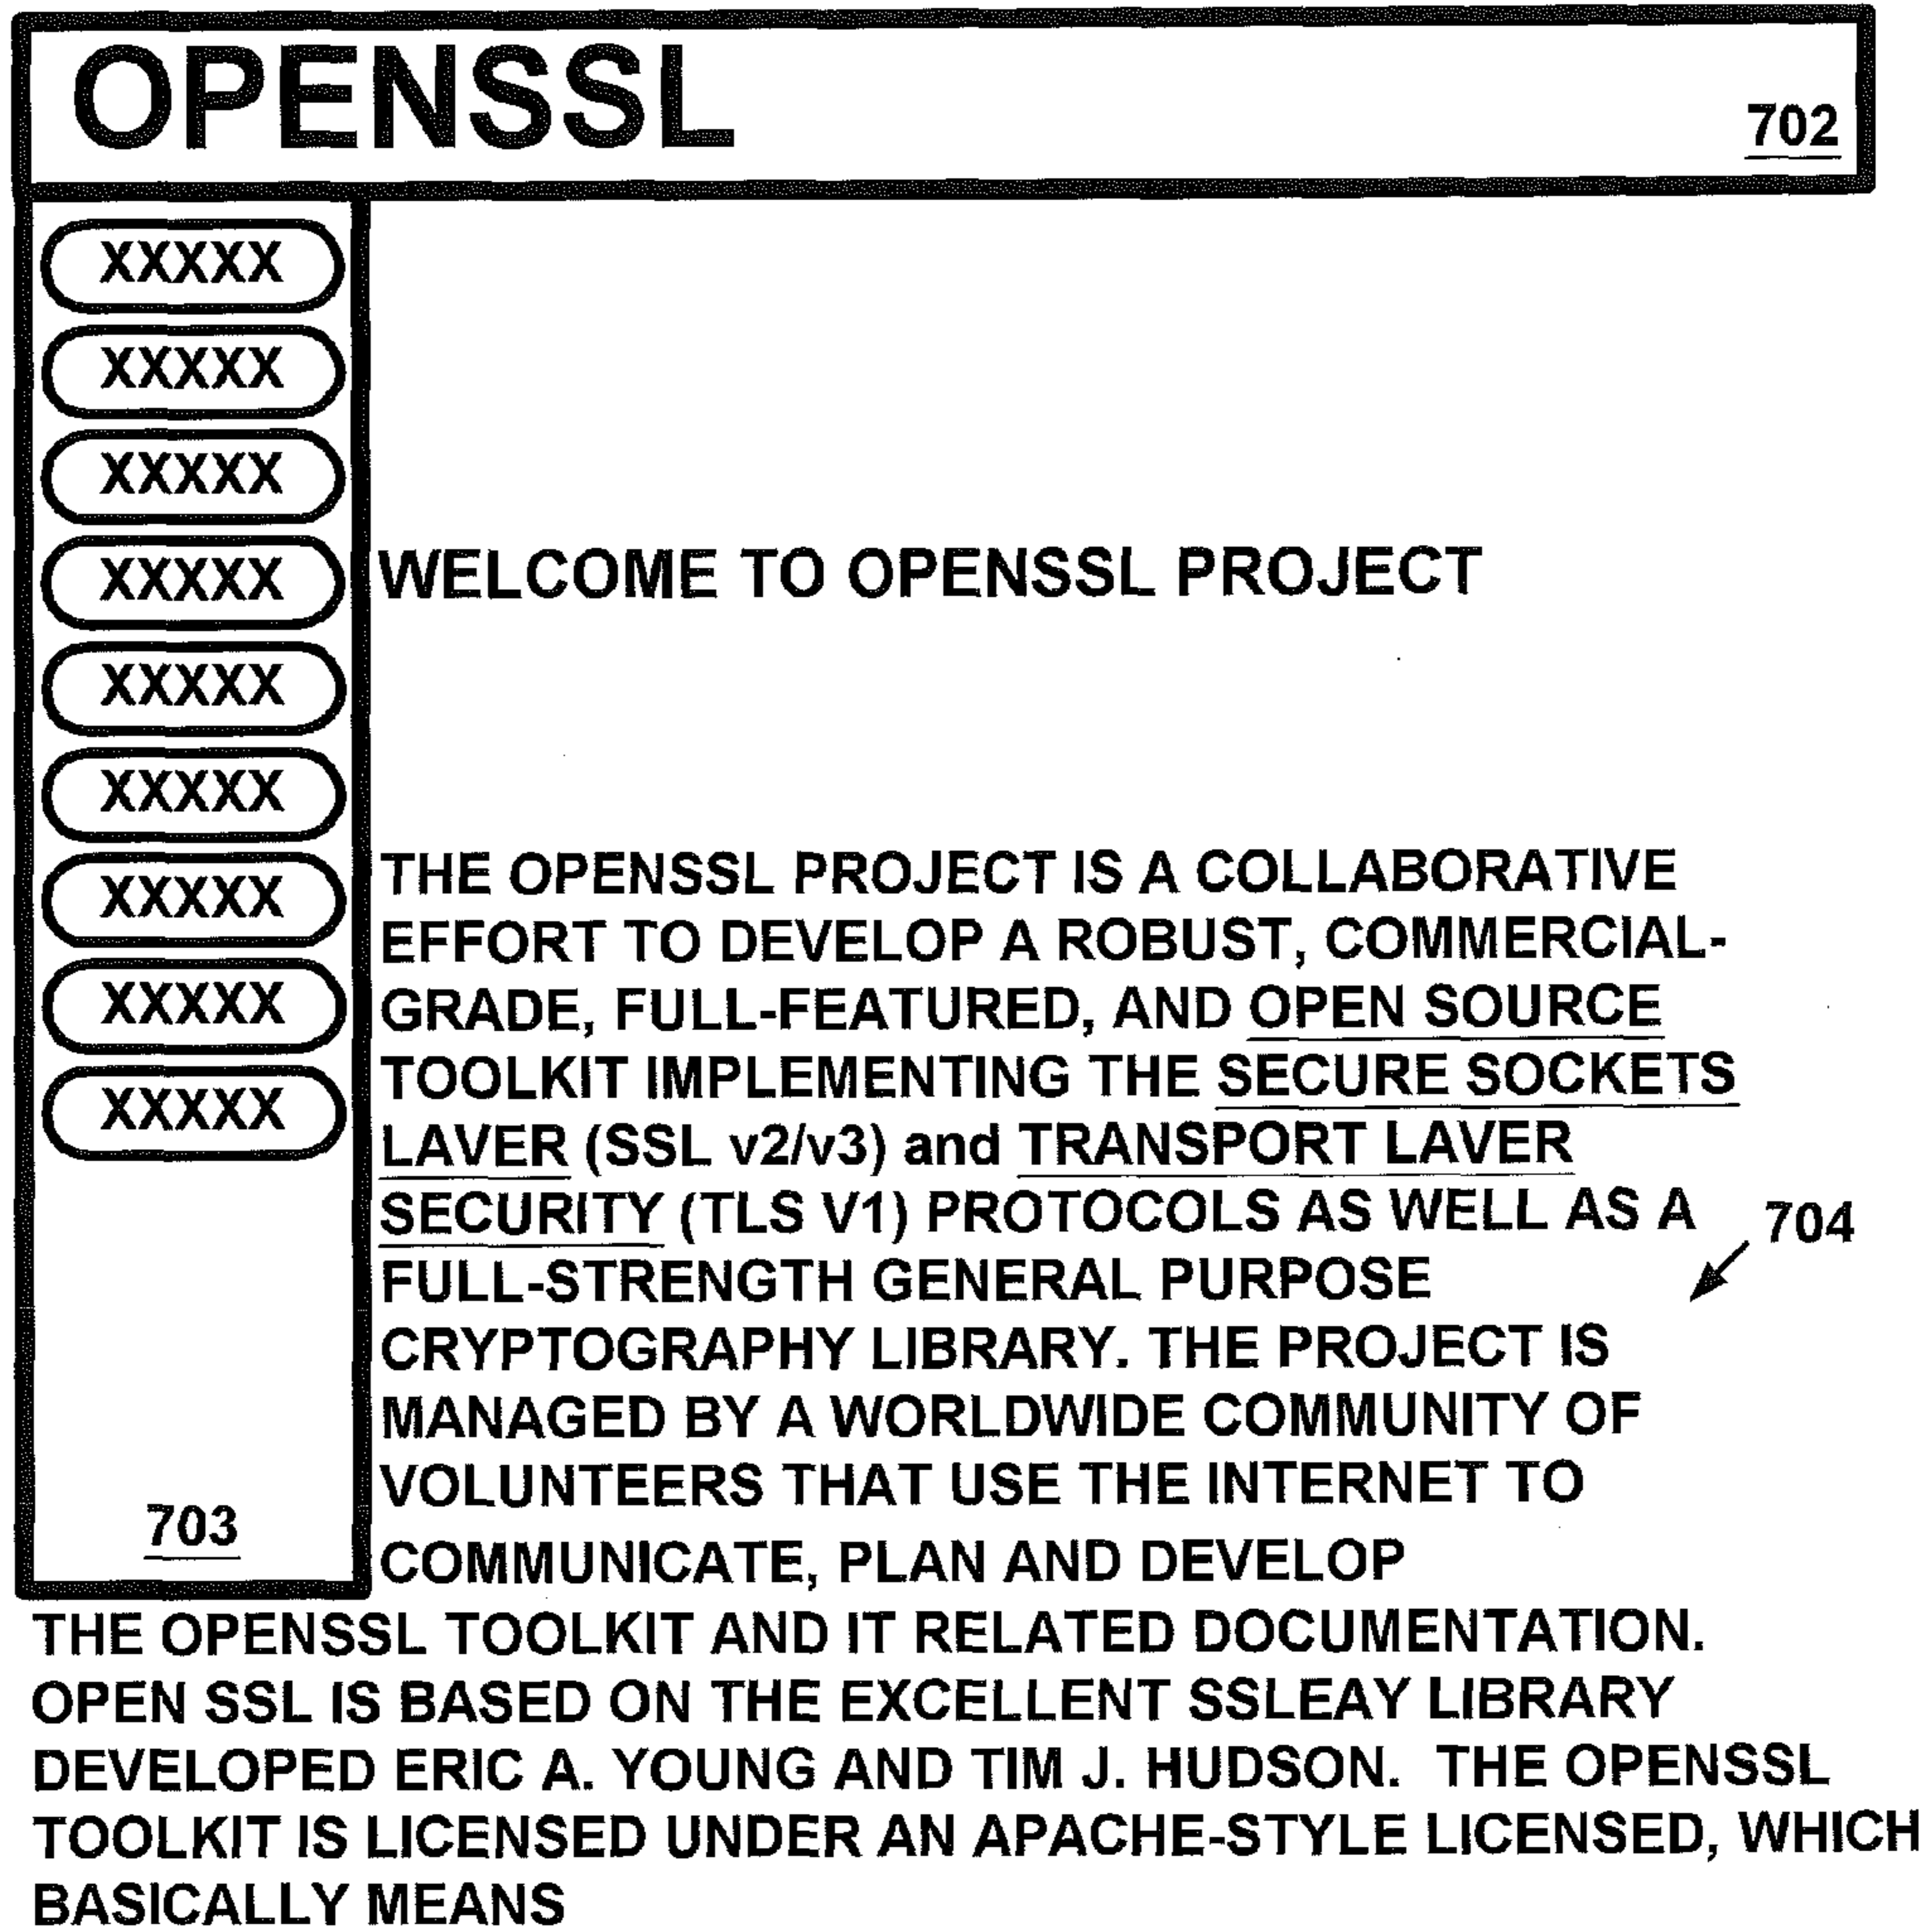 OPENSSL
702
XXXXX
XXXXX
XXXXX
XXXXX
XXXXX
XXXXX
XXXXX
XXXXX
XXXXX
703
WELCOME TO OPENSSL PROJECT
THE OPENSSL PROJECT IS A COLLABORATIVE
EFFORT TO DEVELOP A ROBUST, COMMERCIAL-
GRADE, FULL-FEATURED, AND OPEN SOURCE
TOOLKIT IMPLEMENTING THE SECURE SOCKETS
LAVER (SSL v2/v3) and TRANSPORT LAVER
SECURITY (TLS V1) PROTOCOLS AS WELL AS A
704
FULL-STRENGTH GENERAL PURPOSE
CRYPTOGRAPHY LIBRARY. THE PROJECT IS
MANAGED BY A WORLDWIDE COMMUNITY OF
VOLUNTEERS THAT USE THE INTERNET TO
COMMUNICATE, PLAN AND DEVELOP
THE OPENSSL TOOLKIT AND IT RELATED DOCUMENTATION.
OPEN SSL IS BASED ON THE EXCELLENT SSLEAY LIBRARY
DEVELOPED ERIC A. YOUNG AND TIM J. HUDSON. THE OPENSSL
TOOLKIT IS LICENSED UNDER AN APACHE-STYLE LICENSED, WHICH
BASICALLY MEANS